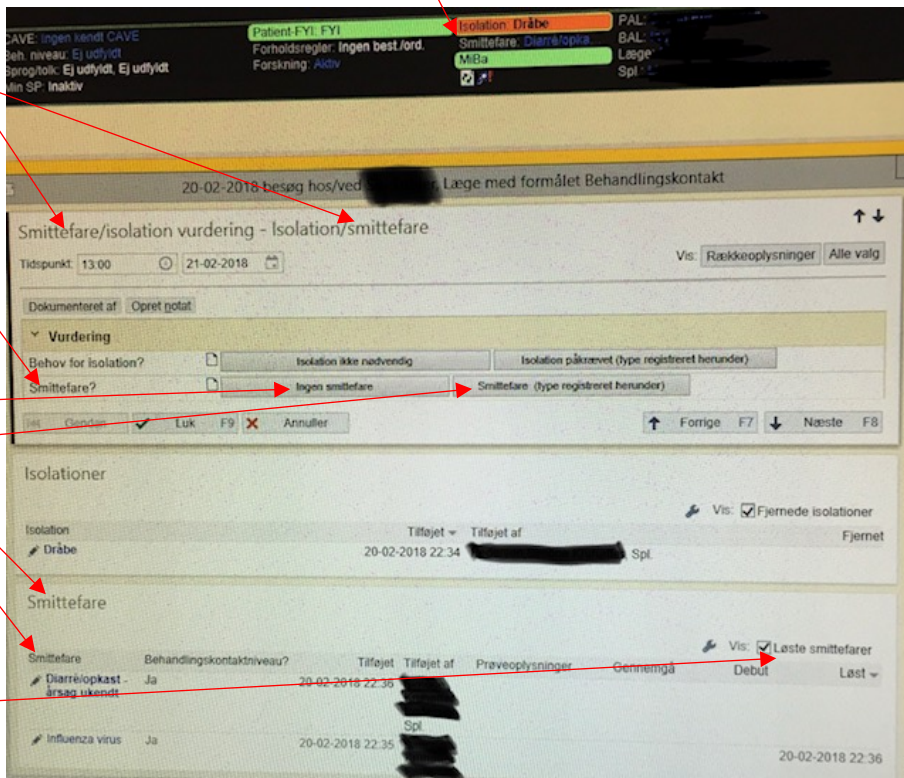 CAVE: Ingen kendt CAVE
Beh. niveau: Ej udfyldt
Sprog/tolk: Ej udfyldt, Ej udfyldt
Min SP: Inaktiv
Patient-FYI: FYI
Forholdsregler: Ingen best./ord.
Forskning: Aktiv
Isolation: Dråbe
Smittefare: Diarré/opka...
MiBa
PAL:
BAL:
Læge
Spl.:
20-02-2018 besøg hos/ved , Læge med formålet Behandlingskontakt
Smittefare/isolation vurdering - Isolation/smittefare
Tidspunkt: 13:00 21-02-2018 Vis: Rækkeoplysninger Alle valg
Dokumenteret af Opret notat
Vurdering
Behov for isolation? Isolation ikke nødvendig Isolation påkrævet (type registreret herunder)
Smittefare? Ingen smittefare Smittefare (type registreret herunder)
Gendan Luk F9 Annuller Forrige F7 Næste F8
Isolationer
Vis: Fjernede isolationer
Isolation Tilføjet Tilføjet af Fjernet
Dråbe 20-02-2018 22:34 Spl.
Smittefare
Vis: Løste smittefarer
Smittefare Behandlingskontaktniveau? Tilføjet Tilføjet af Prøveoplysninger Gennemgå Debut Løst
Diarré/opkast - Ja 20-02-2018 22:36
årsag ukendt
Spl.
Influenza virus Ja 20-02-2018 22:35
20-02-2018 22:36